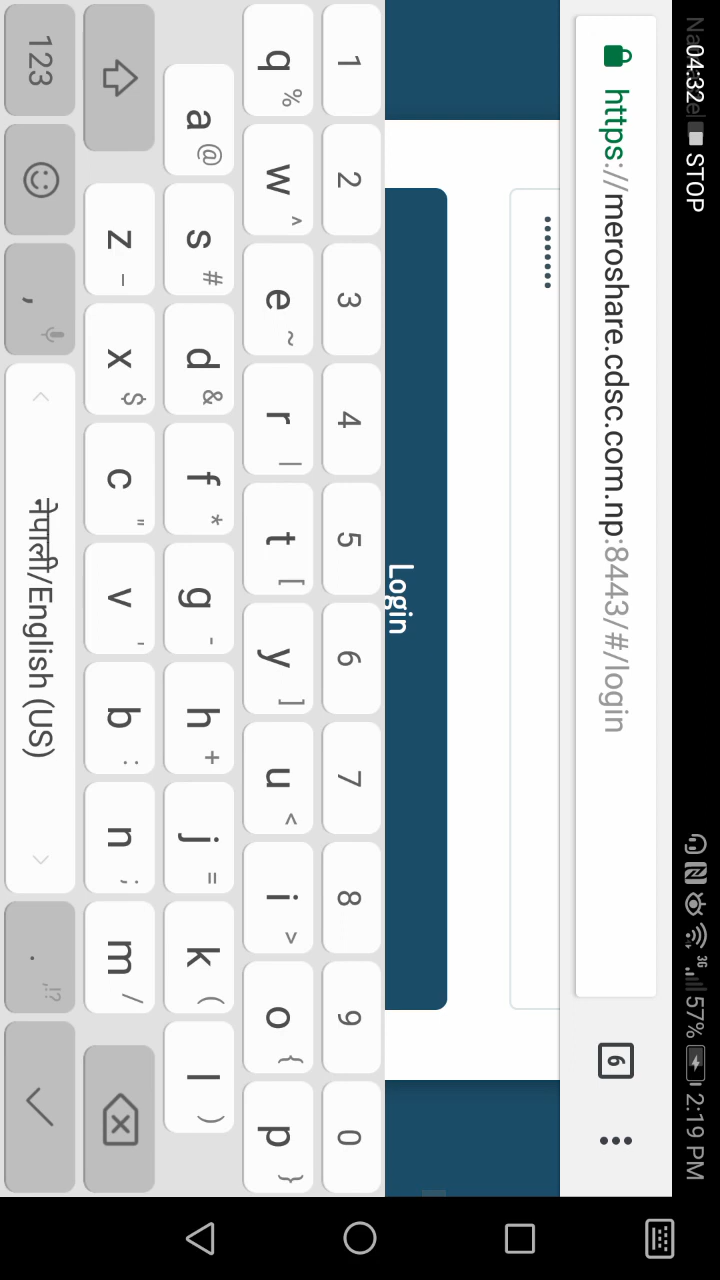 04:32 STOP
3G 57% 2:19 PM
https://meroshare.cdsc.com.np:8443/#/login
6
Login
1 2 3 4 5 6 7 8 9 0
q % w ^ e ~ r | t [ y ] u < i > o { p }
a @ s # d & f * g - h + j = k ( l )
z _ x $ c " v ' b : n ; m /
123 , < नेपाली/English (US) > . ,!?